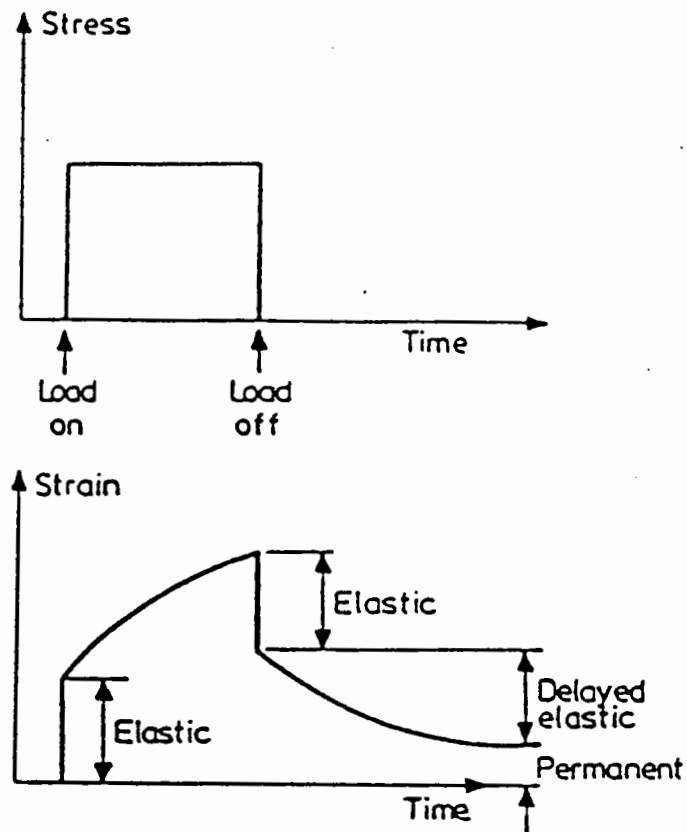 Stress
Time
Load
on
Load
off
Strain
Elastic
Elastic
Delayed
elastic
Permanent
Time